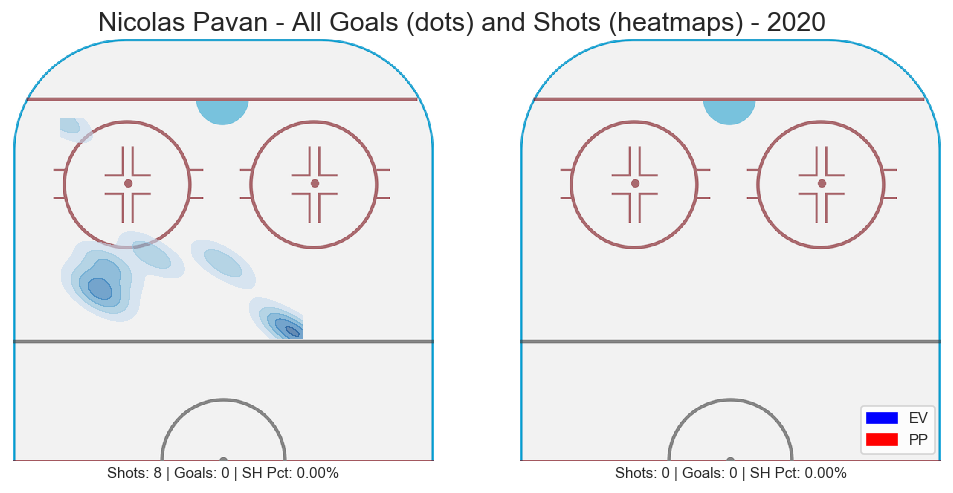 Nicolas Pavan - All Goals (dots) and Shots (heatmaps) - 2020
EV
PP
Shots: 8 | Goals: 0 | SH Pct: 0.00%
Shots: 0 | Goals: 0 | SH Pct: 0.00%